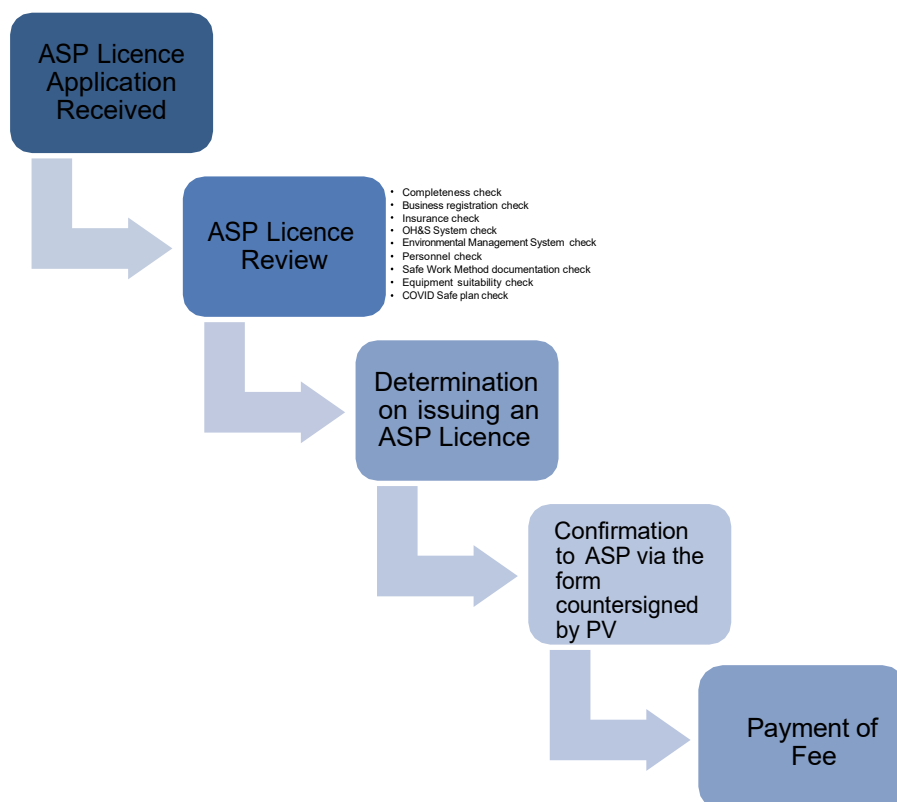 ASP Licence
Application
Received
ASP Licence
Review
• Completeness check
• Business registration check
• Insurance check
• OH&S System check
• Environmental Management System check
• Personnel check
• Safe Work Method documentation check
• Equipment suitability check
• COVID Safe plan check
Determination
on issuing an
ASP Licence
Confirmation
to ASP via the
form
countersigned
by PV
Payment of
Fee